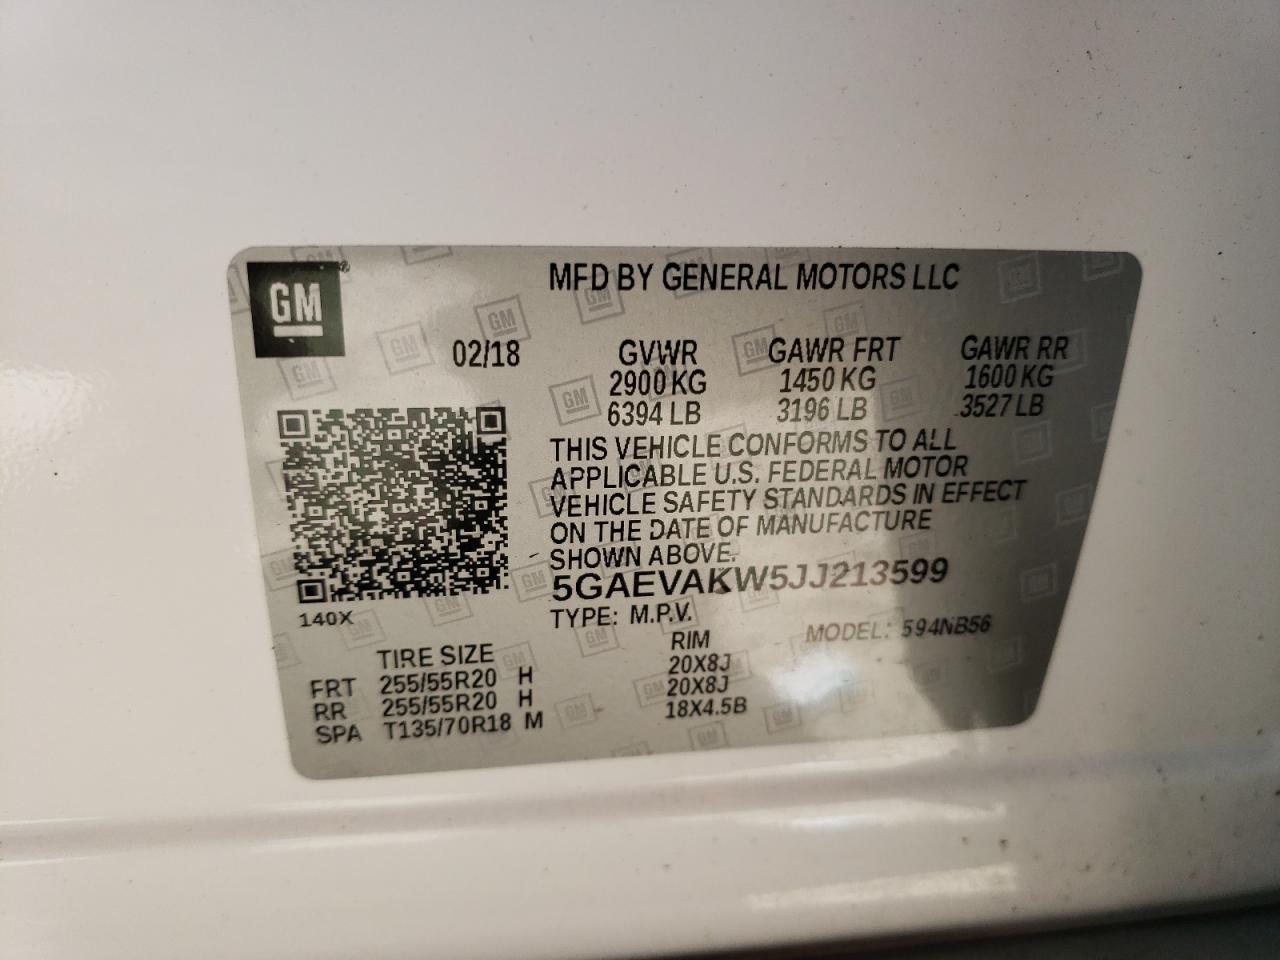 GM
MFD BY GENERAL MOTORS LLC
02/18 GVWR GAWR FRT GAWR RR
2900 KG 1450 KG 1600 KG
6394 LB 3196 LB 3527 LB
THIS VEHICLE CONFORMS TO ALL
APPLICABLE U.S. FEDERAL MOTOR
VEHICLE SAFETY STANDARDS IN EFFECT
ON THE DATE OF MANUFACTURE
SHOWN ABOVE.
5GAEVAKW5JJ213599
140X
TYPE: M.P.V. MODEL: 594NB56
TIRE SIZE RIM
FRT 255/55R20 H 20X8J
RR 255/55R20 H 20X8J
SPA T135/70R18 M 18X4.5B